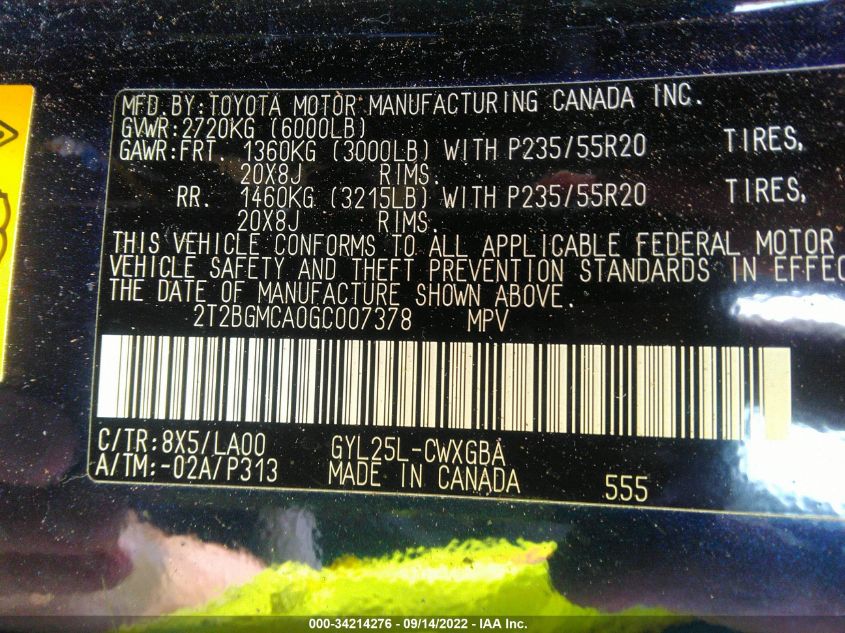 MFD.BY:TOYOTA MOTOR MANUFACTURING CANADA INC.
GVWR:2720KG (6000LB)
GAWR:FRT. 1360KG (3000LB) WITH P235/55R20 TIRES,
20X8J RIMS.
RR. 1460KG (3215LB) WITH P235/55R20 TIRES,
20X8J RIMS.
THIS VEHICLE CONFORMS TO ALL APPLICABLE FEDERAL MOTOR
VEHICLE SAFETY AND THEFT PREVENTION STANDARDS IN EFFEC
THE DATE OF MANUFACTURE SHOWN ABOVE.
2T2BGMCA0GC007378 MPV
C/TR:8X5/LA00 GYL25L-CWXGBA
A/TM:-02A/P313 MADE IN CANADA 555
000-34214276 - 09/14/2022 - IAA Inc.